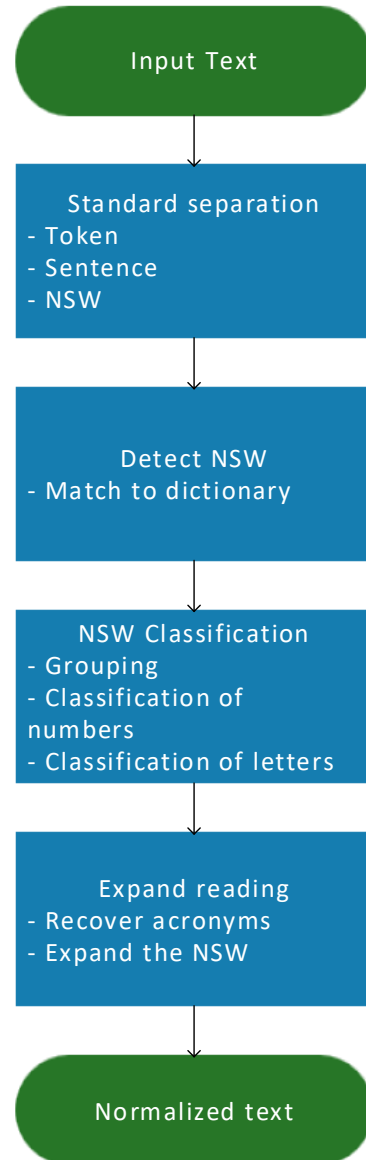 Input Text
Standard separation
- Token
- Sentence
- NSW
Detect NSW
- Match to dictionary
NSW Classification
- Grouping
- Classification of
numbers
- Classification of letters
Expand reading
- Recover acronyms
- Expand the NSW
Normalized text